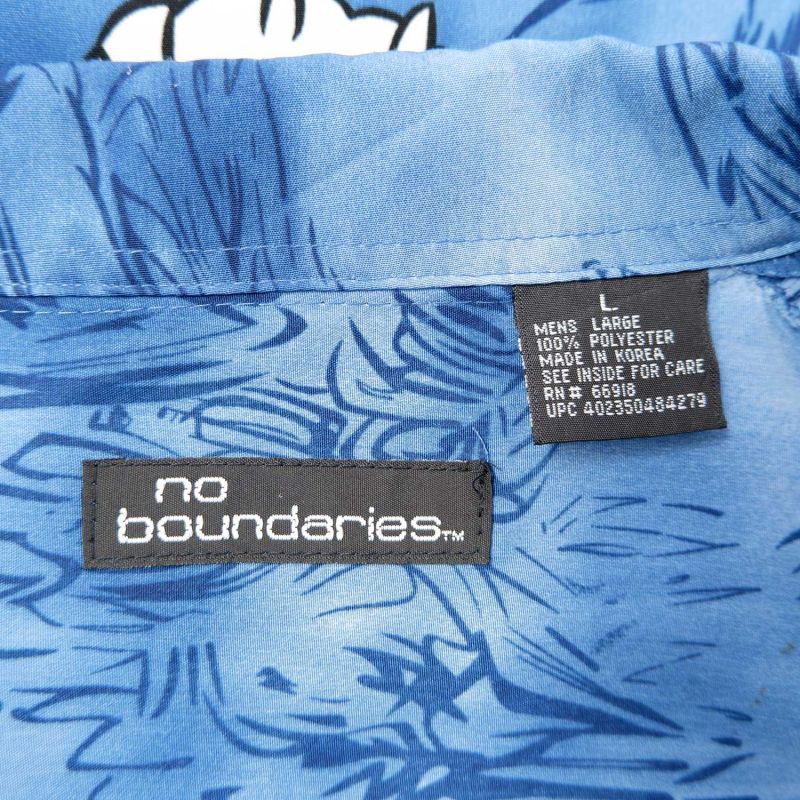 L
MENS LARGE
100% POLYESTER
MADE IN KOREA
SEE INSIDE FOR CARE
RN# 66918
UPC 402350484279
no
boundaries™